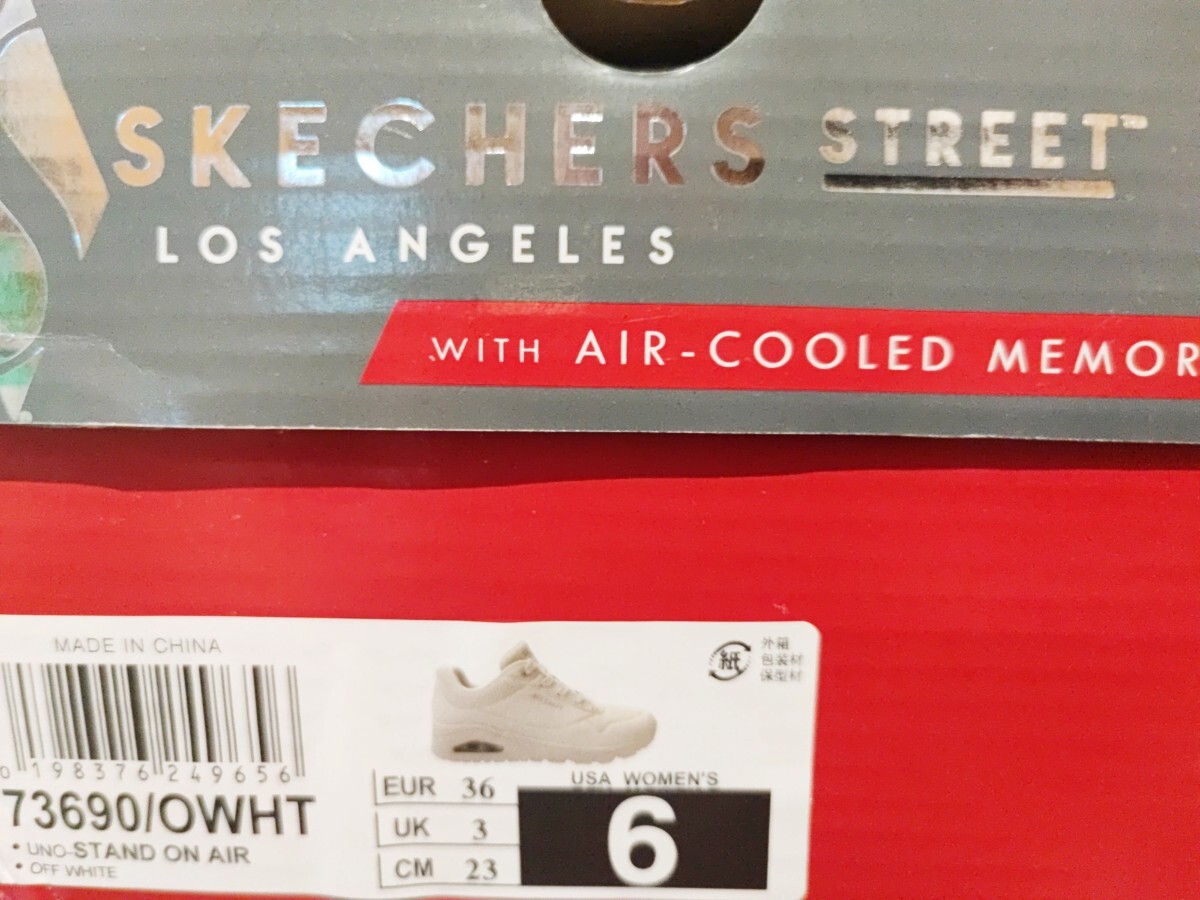 SKECHERS STREET™
LOS ANGELES
WITH AIR-COOLED MEMOR
MADE IN CHINA
0 198376 249656
73690/OWHT
• UNO-STAND ON AIR
• OFF WHITE
紙
外箱
包装材
保型材
EUR 36
UK 3
CM 23
USA WOMEN'S
6